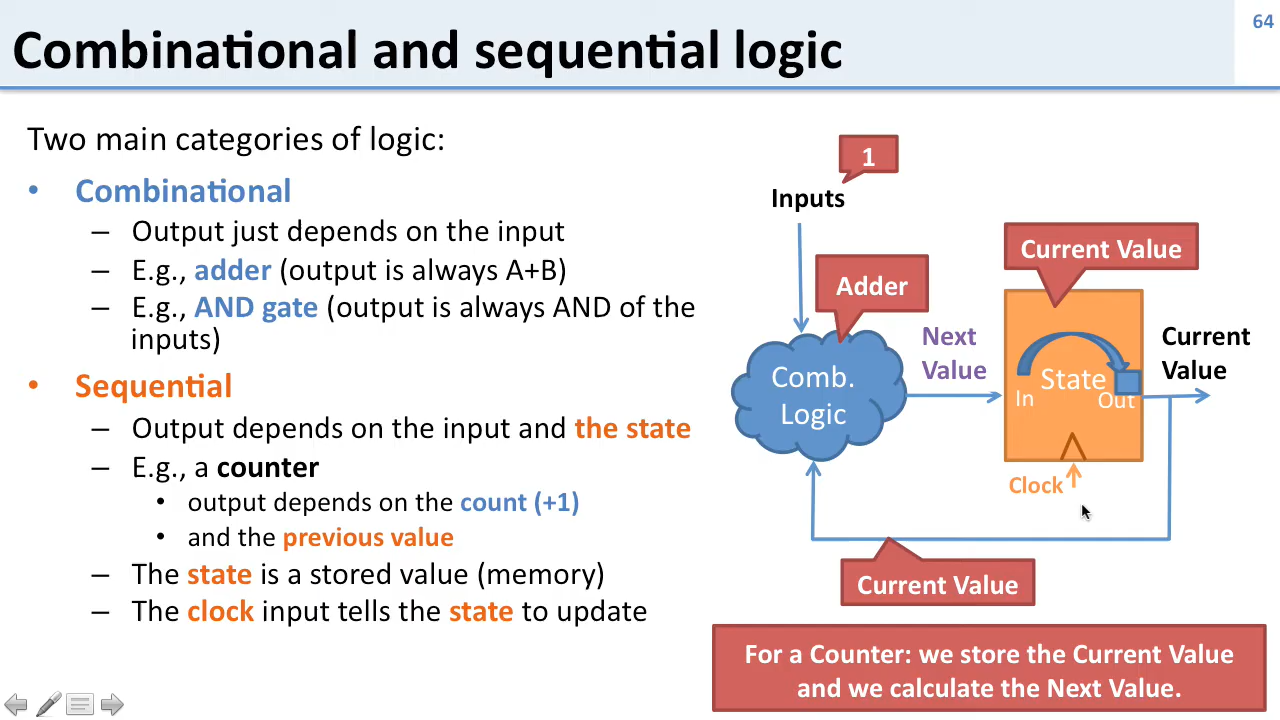 64
Combinational and sequential logic
Two main categories of logic:
• Combinational
– Output just depends on the input
– E.g., adder (output is always A+B)
– E.g., AND gate (output is always AND of the
inputs)
• Sequential
– Output depends on the input and the state
– E.g., a counter
• output depends on the count (+1)
• and the previous value
– The state is a stored value (memory)
– The clock input tells the state to update
1
Inputs
Adder
Current Value
Comb.
Logic
Next
Value
In
State
Out
Clock
Current
Value
Current Value
For a Counter: we store the Current Value
and we calculate the Next Value.